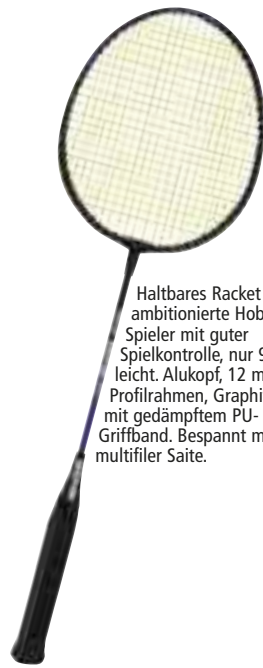 Haltbares Racket
ambitionierte Hob
Spieler mit guter
Spielkontrolle, nur 9
leicht. Alukopf, 12 m
Profilrahmen, Graphi
mit gedämpftem PU-
Griffband. Bespannt m
multifiler Saite.